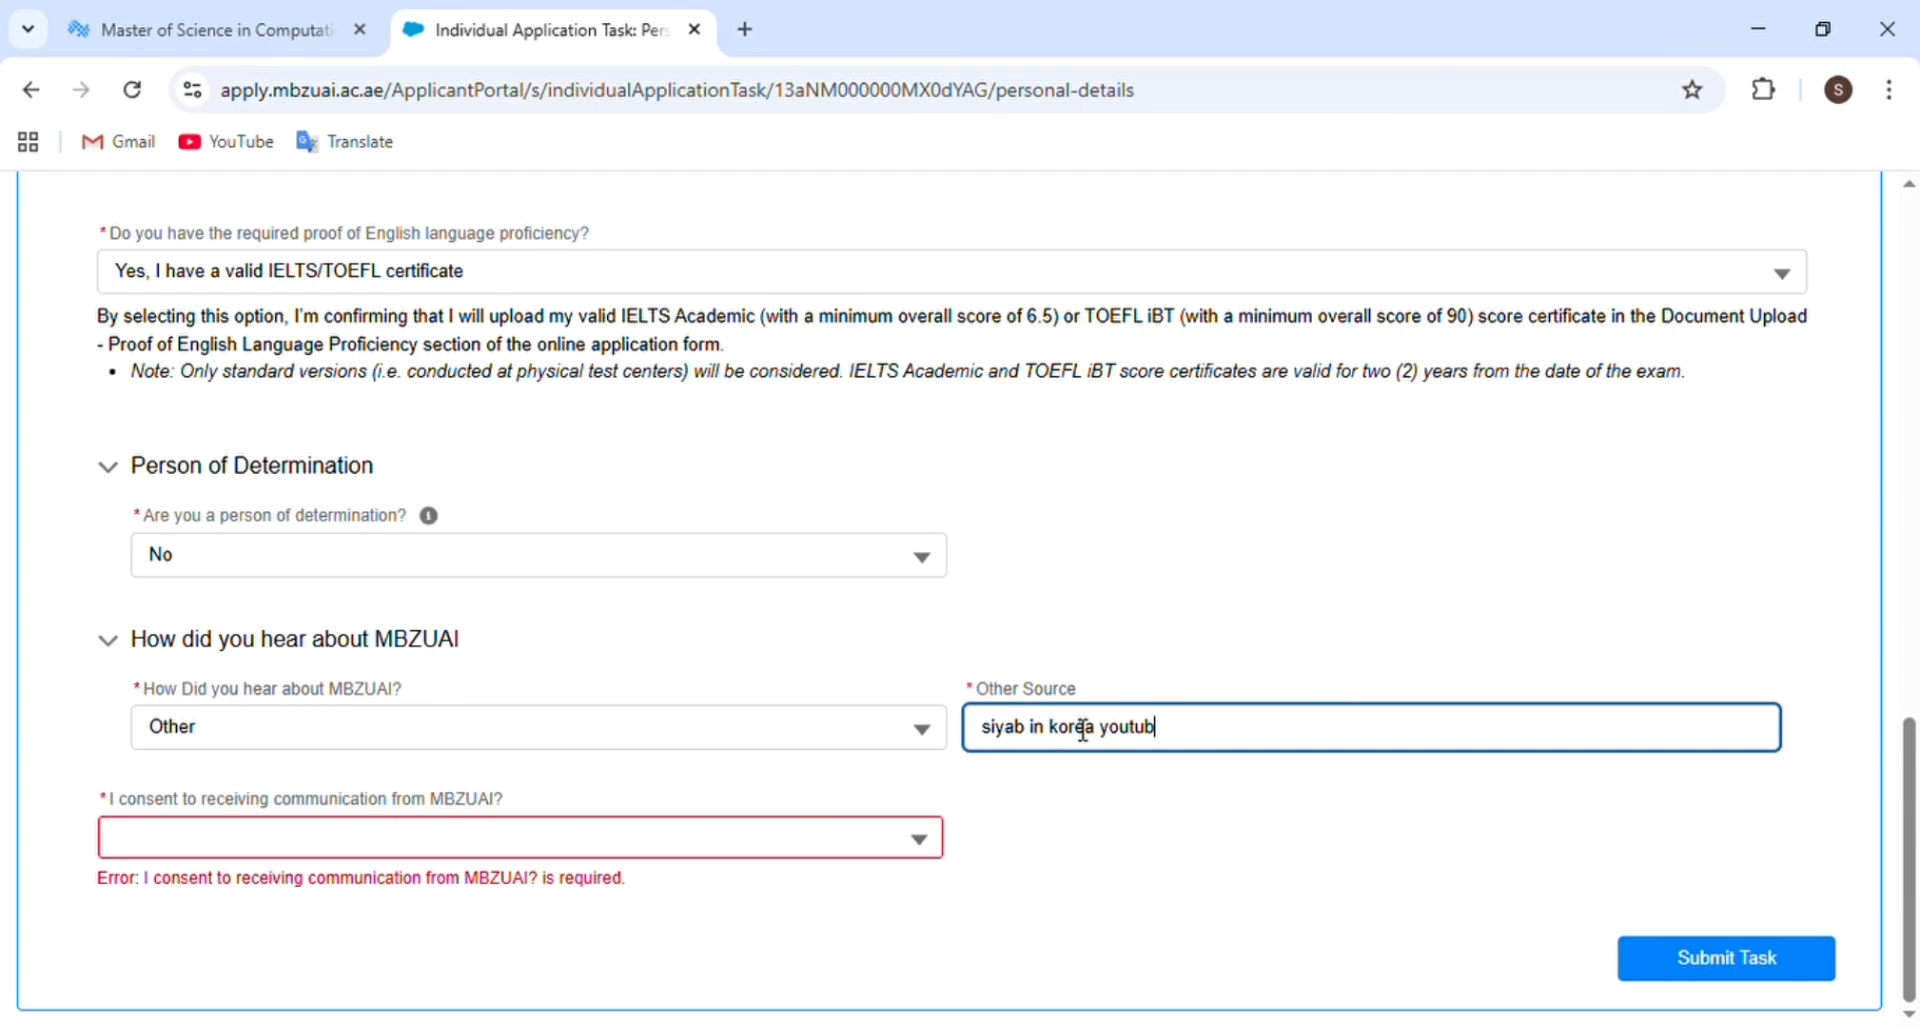 Master of Science in Computati
Individual Application Task: Pers
apply.mbzuai.ac.ae/ApplicantPortal/s/individualApplicationTask/13aNM000000MX0dYAG/personal-details
S
Gmail
YouTube
Translate
*Do you have the required proof of English language proficiency?
Yes, I have a valid IELTS/TOEFL certificate
By selecting this option, I'm confirming that I will upload my valid IELTS Academic (with a minimum overall score of 6.5) or TOEFL iBT (with a minimum overall score of 90) score certificate in the Document Upload
- Proof of English Language Proficiency section of the online application form.
• Note: Only standard versions (i.e. conducted at physical test centers) will be considered. IELTS Academic and TOEFL iBT score certificates are valid for two (2) years from the date of the exam.
Person of Determination
*Are you a person of determination?
No
How did you hear about MBZUAI
*How Did you hear about MBZUAI?
*Other Source
Other
siyab in korea youtub
*I consent to receiving communication from MBZUAI?
Error: I consent to receiving communication from MBZUAI? is required.
Submit Task